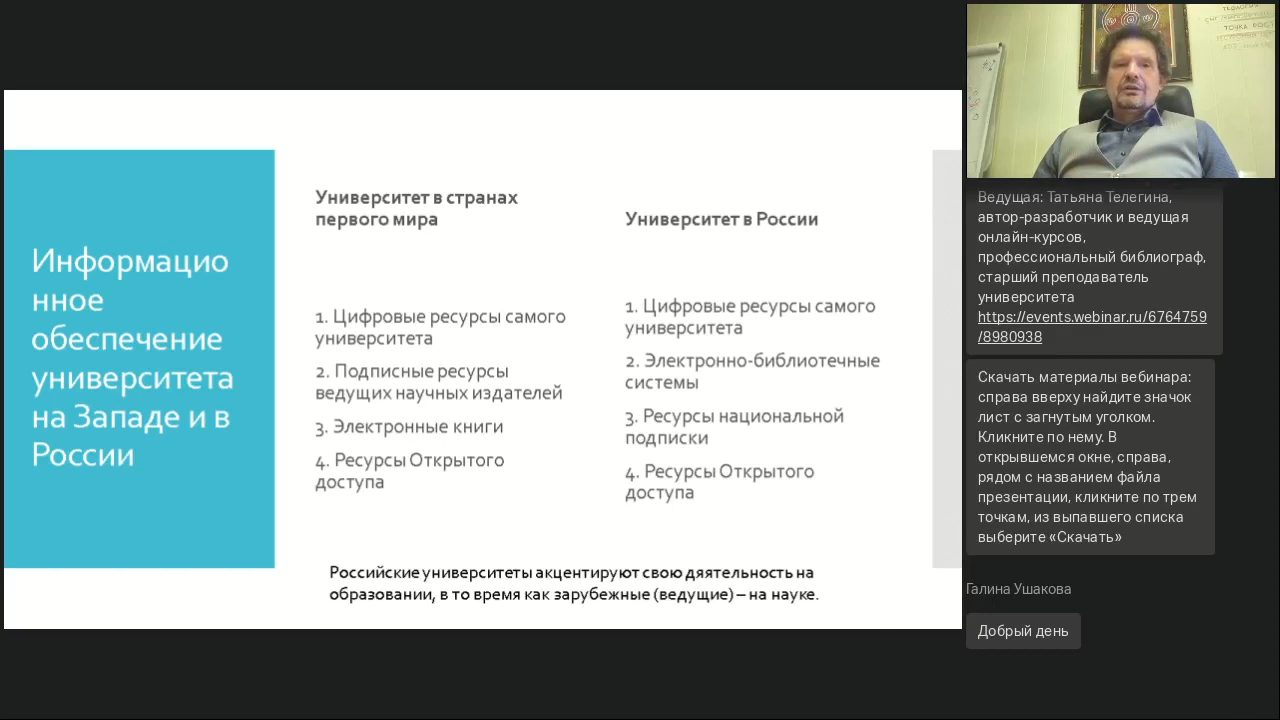 Информацио
нное
обеспечение
университета
на Западе и в
России
Университет в странах
первого мира
1. Цифровые ресурсы самого
университета
2. Подписные ресурсы
ведущих научных издателей
3. Электронные книги
4. Ресурсы Открытого
доступа
Университет в России
1. Цифровые ресурсы самого
университета
2. Электронно-библиотечные
системы
3. Ресурсы национальной
подписки
4. Ресурсы Открытого
доступа
Российские университеты акцентируют свою дяятельность на
образовании, в то время как зарубежные (ведущие) – на науке.
ТОЧКА РОСТ
Ведущая: Татьяна Телегина,
автор-разработчик и ведущая
онлайн-курсов,
профессиональный библиограф,
старший преподаватель
университета
https://events.webinar.ru/6764759
/8980938
Скачать материалы вебинара:
справа вверху найдите значок
лист с загнутым уголком.
Кликните по нему. В
открывшемся окне, справа,
рядом с названием файла
презентации, кликните по трем
точкам, из выпавшего списка
выберите «Скачать»
Галина Ушакова
Добрый день